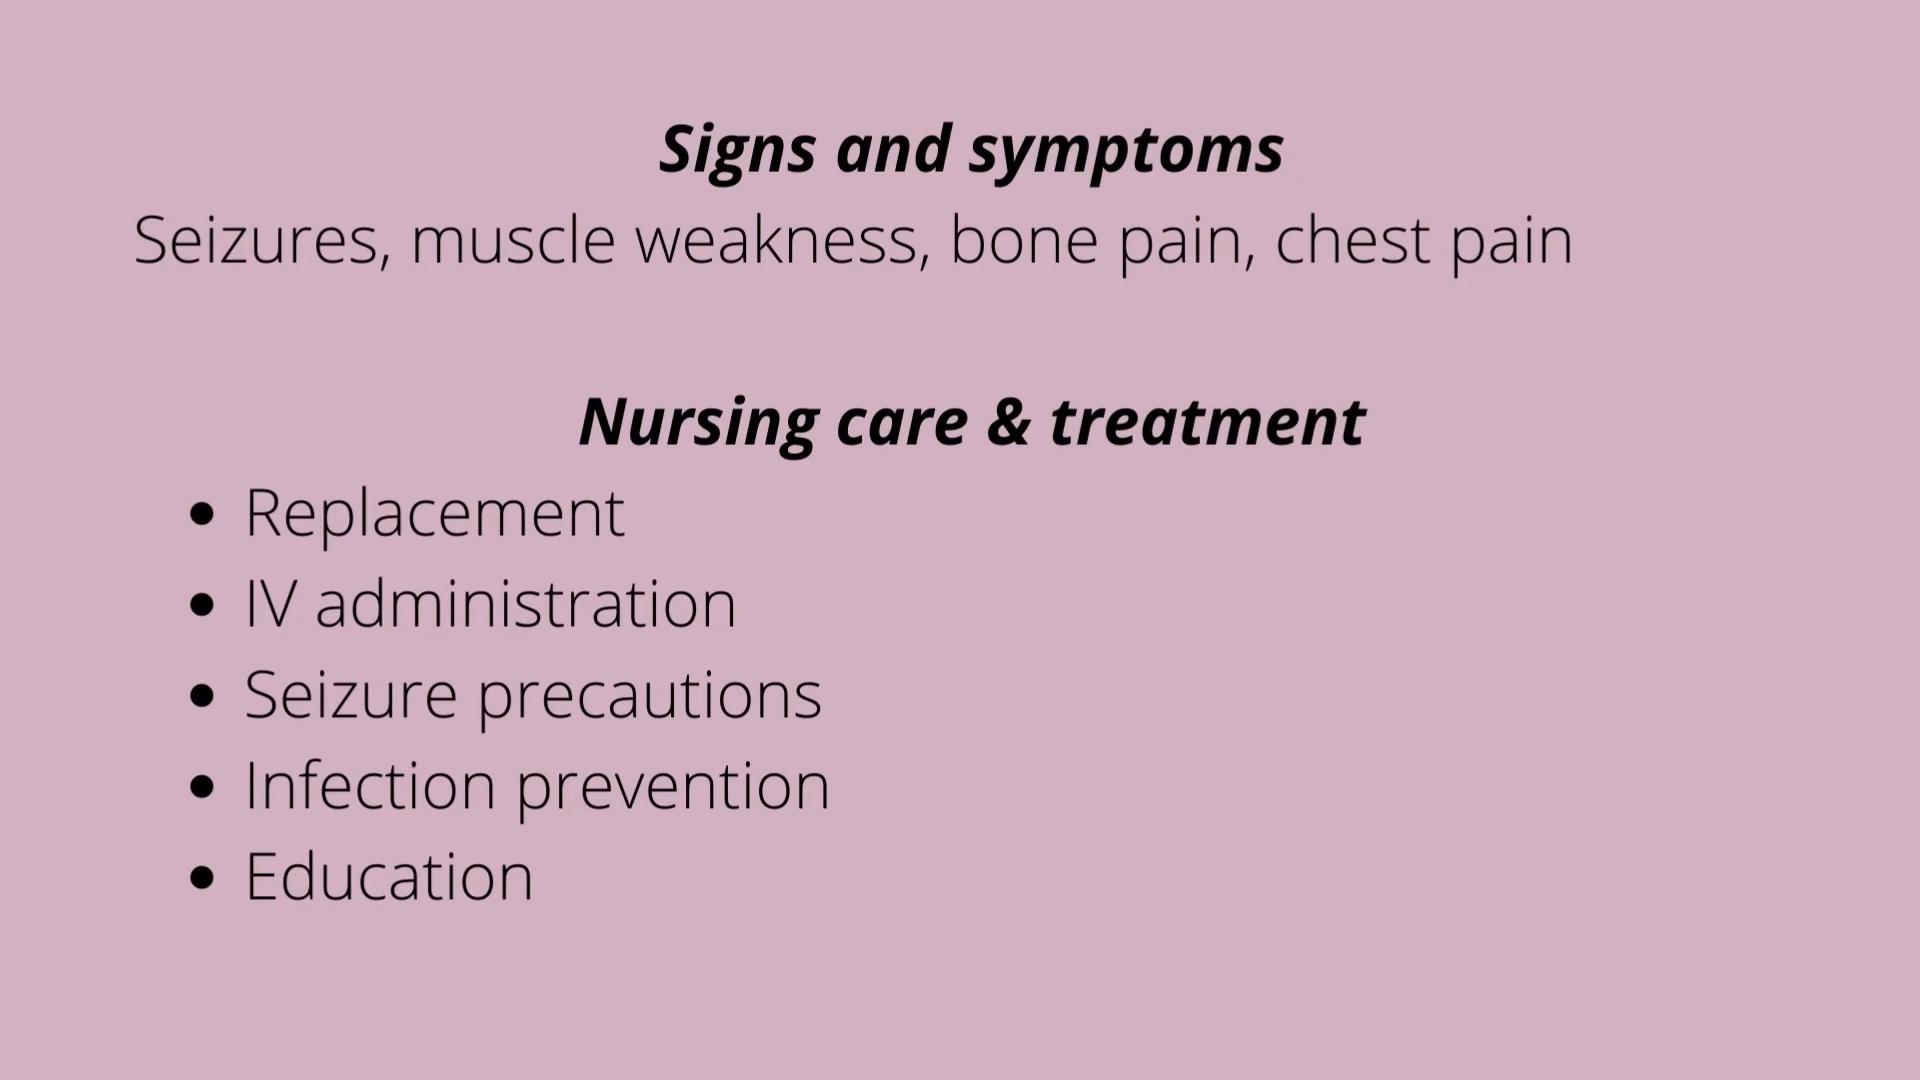 Signs and symptoms
Seizures, muscle weakness, bone pain, chest pain
Nursing care & treatment
• Replacement
• IV administration
• Seizure precautions
• Infection prevention
• Education